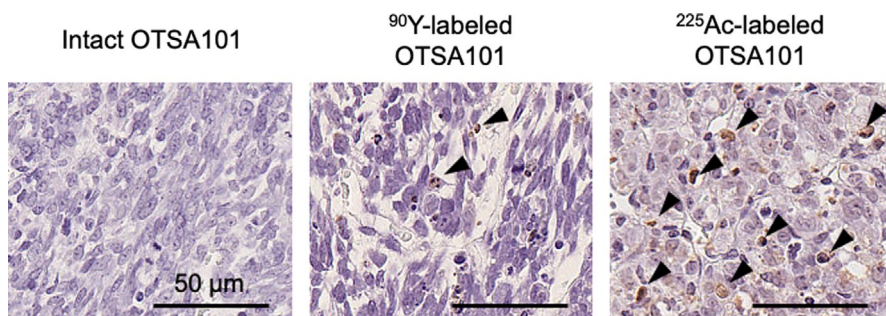 Intact OTSA101
⁹⁰Y-labeled
OTSA101
²²⁵Ac-labeled
OTSA101
50 μm